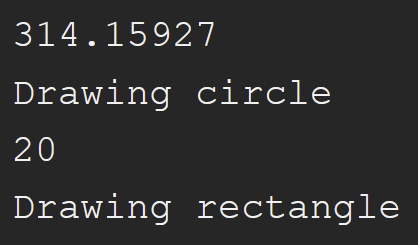 314.15927
Drawing circle
20
Drawing rectangle